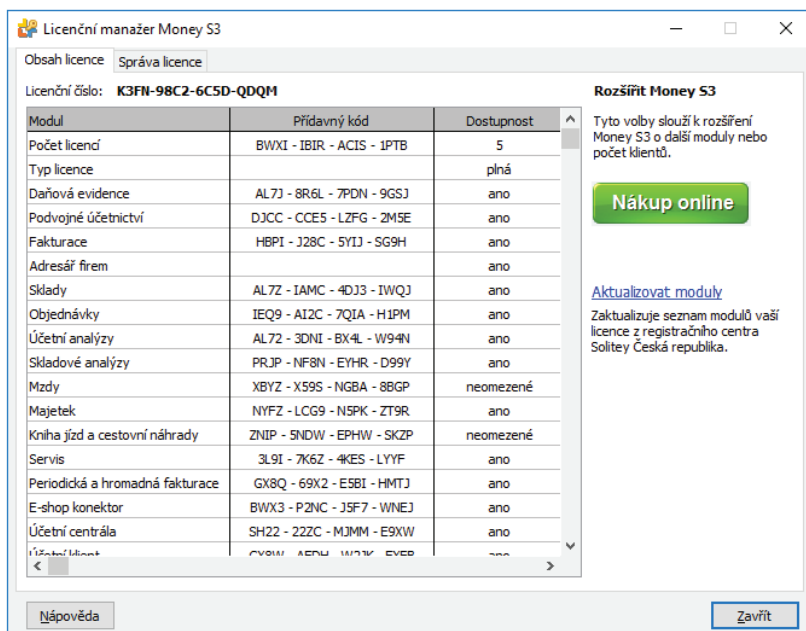 Licenční manažer Money S3
Obsah licence Správa licence
Licenční číslo: K3FN-98C2-6C5D-QDQM
Modul Přídavný kód Dostupnost
Počet licencí BWXI - IBIR - ACIS - 1PTB 5
Typ licence plná
Daňová evidence AL7J - 8R6L - 7PDN - 9GSJ ano
Podvojné účetnictví DJCC - CCE5 - LZFG - 2M5E ano
Fakturace HBPI - J28C - 5YIJ - SG9H ano
Adresář firem ano
Sklady AL7Z - IAMC - 4DJ3 - IWQJ ano
Objednávky IEQ9 - AI2C - 7QIA - H1PM ano
Účetní analýzy AL72 - 3DNI - BX4L - W94N ano
Skladové analýzy PRJP - NF8N - EYHR - D99Y ano
Mzdy XBYZ - X59S - NGBA - 8BGP neomezené
Majetek NYFZ - LCG9 - N5PK - ZT9R ano
Kniha jízd a cestovní náhrady ZNIP - 5NDW - EPHW - SKZP neomezené
Servis 3L9I - 7K6Z - 4KES - LYYF ano
Periodická a hromadná fakturace GX8Q - 69X2 - E5BI - HMTJ ano
E-shop konektor BWX3 - P2NC - J5F7 - WNEJ ano
Účetní centrála SH22 - 22ZC - MJMM - E9XW ano
Účetní klient ano
Rozšířit Money S3
Tyto volby slouží k rozšíření
Money S3 o další moduly nebo
počet klientů.
Nákup online
Aktualizovat moduly
Zaktualizuje seznam modulů vaší
licence z registračního centra
Solitey Česká republika.
Nápověda Zavřít